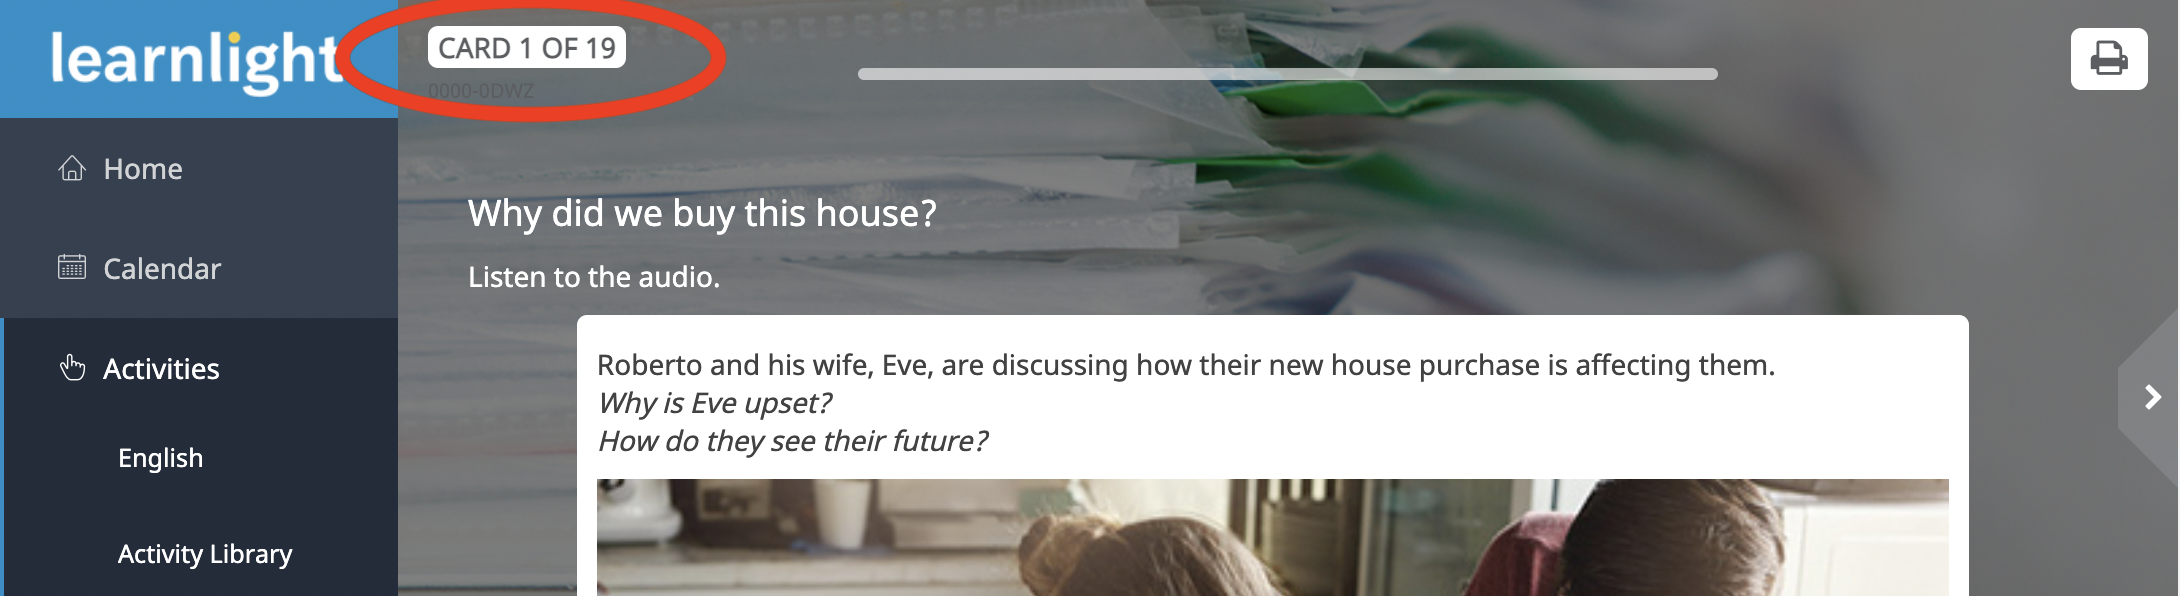 learnlight
CARD 1 OF 19
0000-0DWZ
Home
Calendar
Activities
English
Activity Library
Why did we buy this house?
Listen to the audio.
Roberto and his wife, Eve, are discussing how their new house purchase is affecting them.
Why is Eve upset?
How do they see their future?